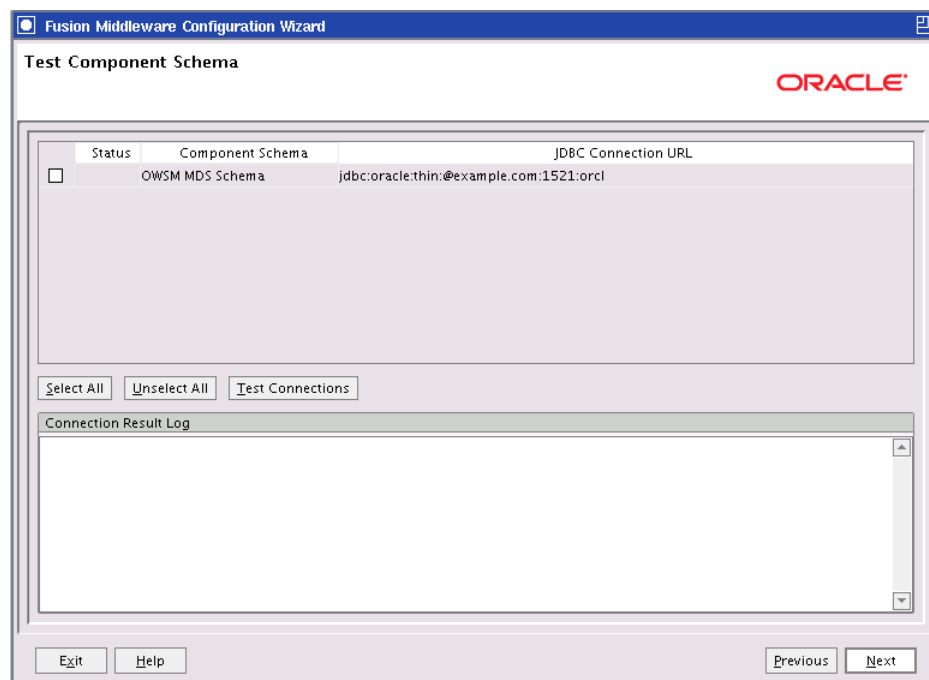 Fusion Middleware Configuration Wizard
Test Component Schema
ORACLE
Status Component Schema JDBC Connection URL
OWSM MDS Schema jdbc:oracle:thin:@example.com:1521:orcl
Select All Unselect All Test Connections
Connection Result Log
Exit Help Previous Next